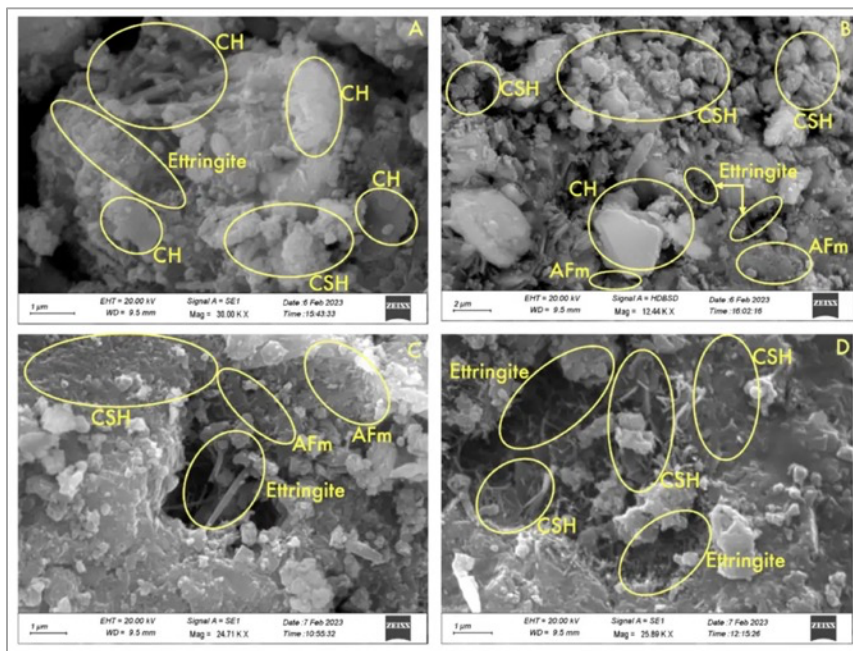 A
CH
CH
Ettringite
CH
CH
CSH
1 µm
EHT = 20.00 kV
Signal A = SE1
Date :6 Feb 2023
WD = 9.5 mm
Mag = 30.00 K X
Time :15:43:33
ZEISS
B
CSH
CSH
CSH
Ettringite
CH
AFm
AFm
2 µm
EHT = 20.00 kV
Signal A = HDBSD
Date :6 Feb 2023
WD = 9.5 mm
Mag = 12.44 K X
Time :16:02:16
ZEISS
C
CSH
AFm
AFm
Ettringite
1 µm
EHT = 20.00 kV
Signal A = SE1
Date :7 Feb 2023
WD = 9.5 mm
Mag = 24.71 K X
Time :10:55:32
ZEISS
D
CSH
Ettringite
CSH
CSH
Ettringite
1 µm
EHT = 20.00 kV
Signal A = SE1
Date :7 Feb 2023
WD = 9.5 mm
Mag = 25.89 K X
Time :12:15:26
ZEISS